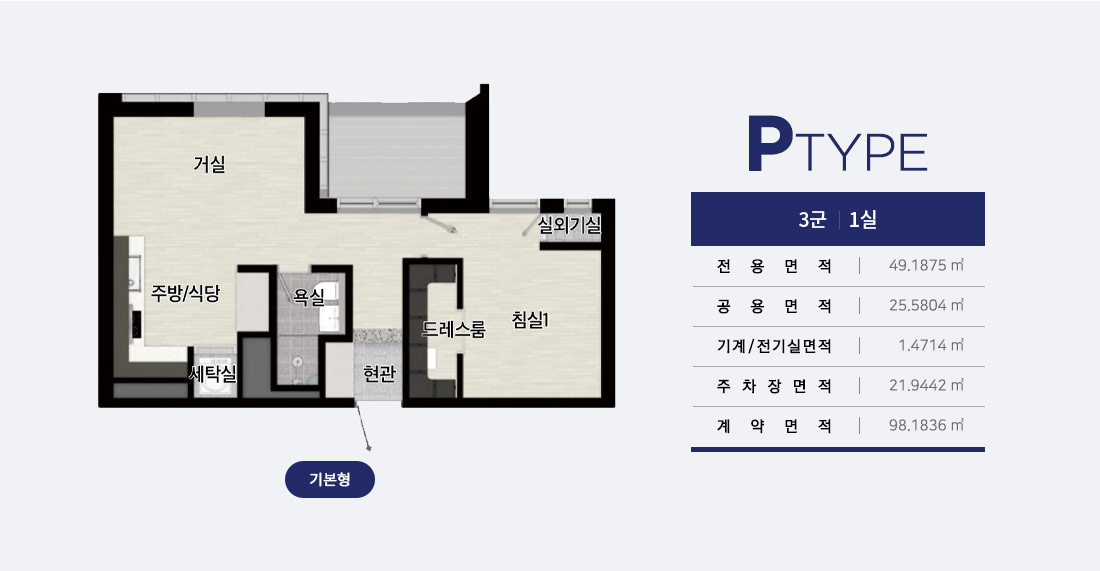 거실
실외기실
주방/식당
욕실
드레스룸
침실1
세탁실
현관
기본형
PTYPE
3군 | 1실
전용면적 | 49.1875 ㎡
공용면적 | 25.5804 ㎡
기계/전기실면적 | 1.4714 ㎡
주차장면적 | 21.9442 ㎡
계약면적 | 98.1836 ㎡